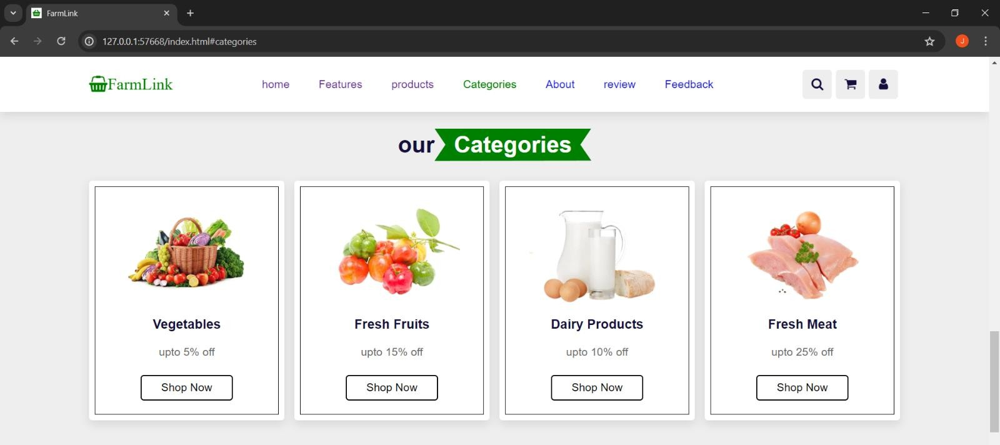 FarmLink
127.0.0.1:57668/index.html#categories
J
FarmLink
home Features products Categories About review Feedback
our Categories
Vegetables Fresh Fruits Dairy Products Fresh Meat
upto 5% off upto 15% off upto 10% off upto 25% off
Shop Now Shop Now Shop Now Shop Now